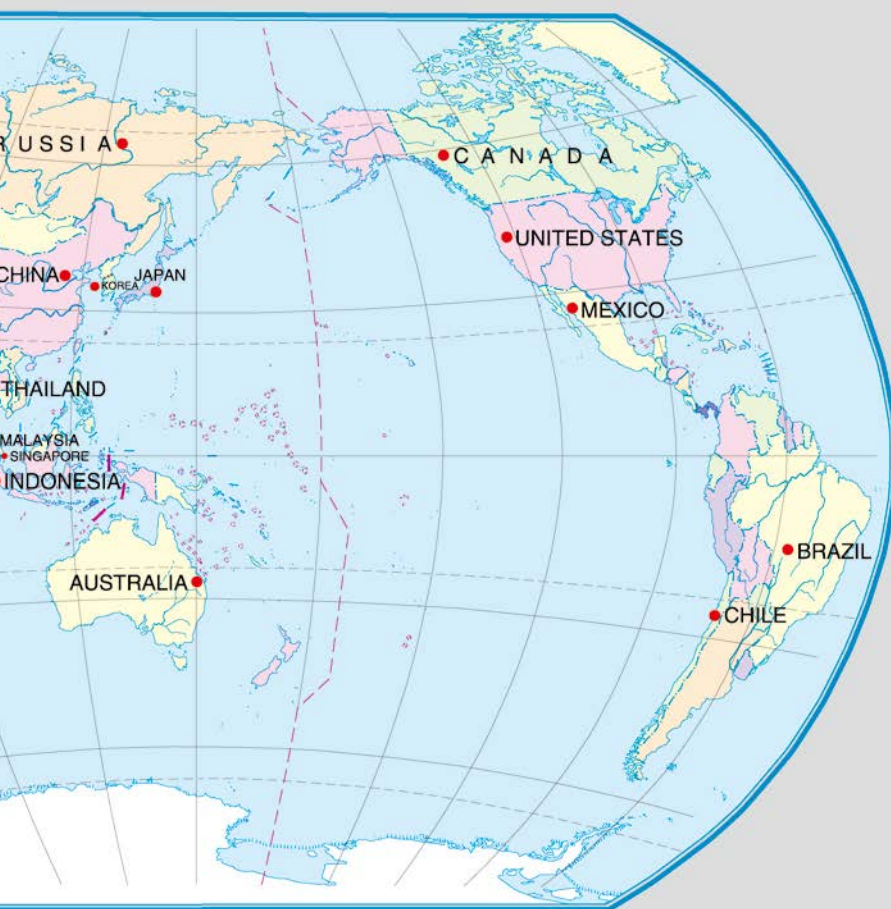 RUSSIA
CANADA
UNITED STATES
CHINA
KOREA
JAPAN
MEXICO
THAILAND
MALAYSIA
SINGAPORE
INDONESIA
BRAZIL
AUSTRALIA
CHILE